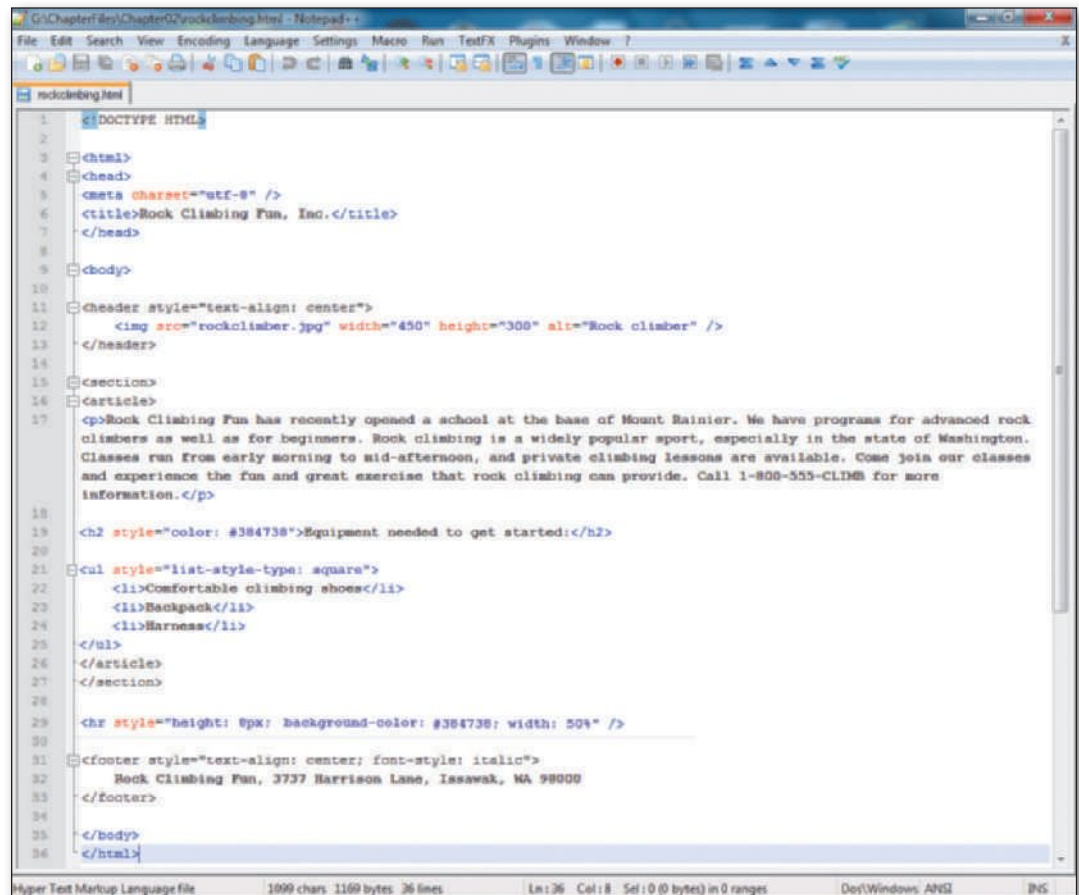 G:\ChapterFiles\Chapter02\rockclimbing.html - Notepad++
File Edit Search View Encoding Language Settings Macro Run TextFX Plugins Window ? X
rockclimbing.html
1 <!DOCTYPE HTML>
2
3 <html>
4 <head>
5 <meta charset="utf-8" />
6 <title>Rock Climbing Fun, Inc.</title>
7 </head>
8
9 <body>
10
11 <header style="text-align: center">
12 <img src="rockclimber.jpg" width="450" height="300" alt="Rock climber" />
13 </header>
14
15 <section>
16 <article>
17 <p>Rock Climbing Fun has recently opened a school at the base of Mount Rainier. We have programs for advanced rock
climbers as well as for beginners. Rock climbing is a widely popular sport, especially in the state of Washington.
Classes run from early morning to mid-afternoon, and private climbing lessons are available. Come join our classes
and experience the fun and great exercise that rock climbing can provide. Call 1-800-555-CLIMB for more
information.</p>
18
19 <h2 style="color: #384738">Equipment needed to get started:</h2>
20
21 <ul style="list-style-type: square">
22 <li>Comfortable climbing shoes</li>
23 <li>Backpack</li>
24 <li>Harness</li>
25 </ul>
26 </article>
27 </section>
28
29 <hr style="height: 8px; background-color: #384738; width: 50%" />
30
31 <footer style="text-align: center; font-style: italic">
32 Rock Climbing Fun, 3737 Harrison Lane, Issawak, WA 98000
33 </footer>
34
35 </body>
36 </html>
Hyper Text Markup Language file 1099 chars 1169 bytes 36 lines Ln : 36 Col : 8 Sel : 0 (0 bytes) in 0 ranges Dos\Windows ANSI INS